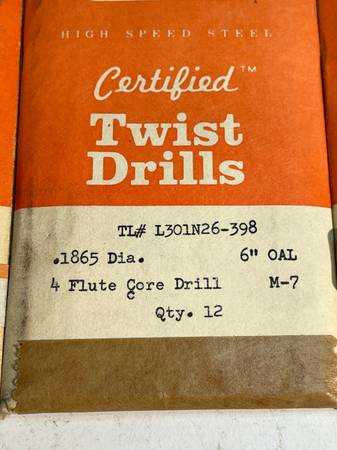 HIGH SPEED STEEL
Certified™
Twist
Drills
TL# L301N26-398
.1865 Dia. 6" OAL
4 Flute Core Drill M-7
c
Qty. 12